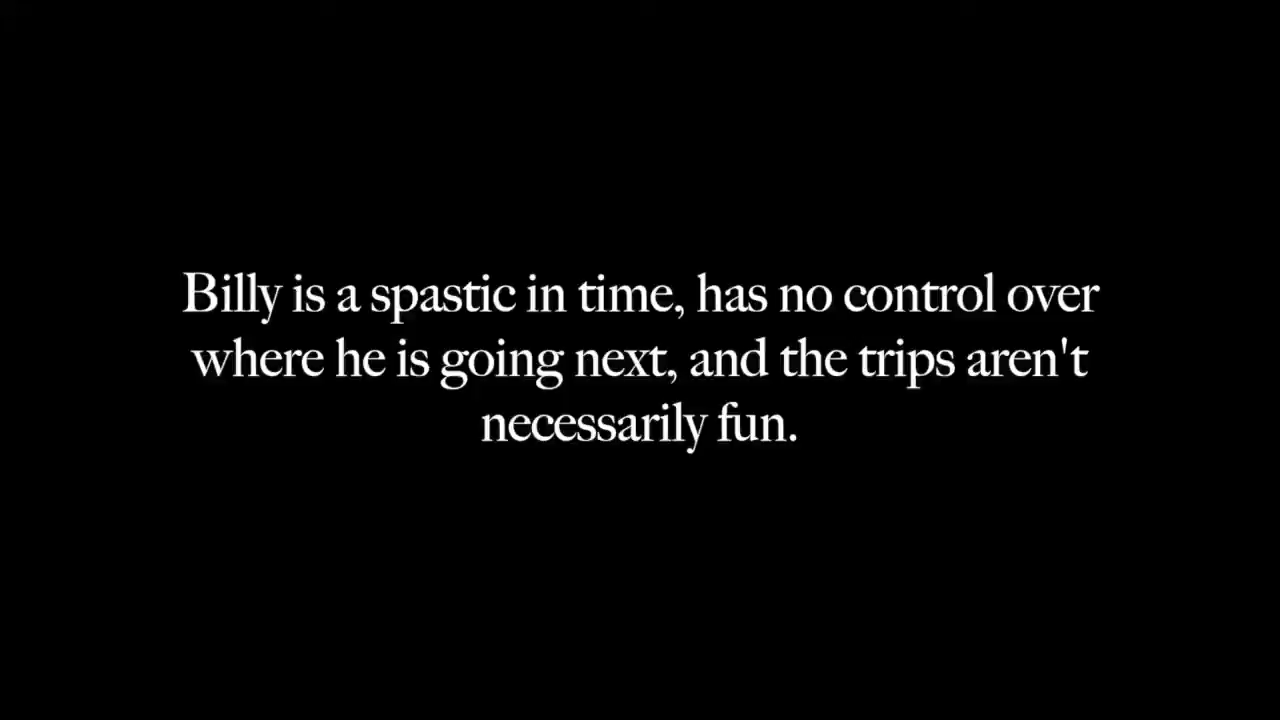 Billy is a spastic in time, has no control over
where he is going next, and the trips aren't
necessarily fun.